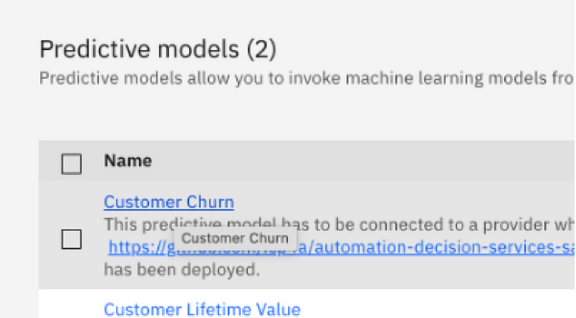 Predictive models (2)
Predictive models allow you to invoke machine learning models fro
Name
Customer Churn
This predictive model has to be connected to a provider wh
Customer Churn
https://g a/automation-decision-services-sa
has been deployed.
Customer Lifetime Value